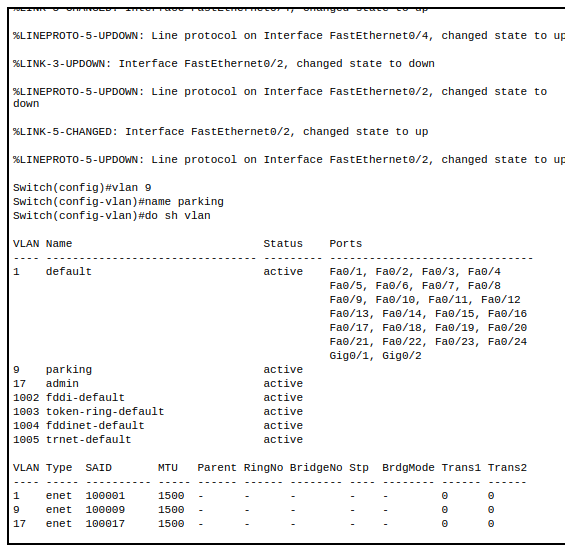 %LINK-5-CHANGED: Interface FastEthernet0/4, changed state to up
%LINEPROTO-5-UPDOWN: Line protocol on Interface FastEthernet0/4, changed state to up
%LINK-3-UPDOWN: Interface FastEthernet0/2, changed state to down
%LINEPROTO-5-UPDOWN: Line protocol on Interface FastEthernet0/2, changed state to
down
%LINK-5-CHANGED: Interface FastEthernet0/2, changed state to up
%LINEPROTO-5-UPDOWN: Line protocol on Interface FastEthernet0/2, changed state to up
Switch(config)#vlan 9
Switch(config-vlan)#name parking
Switch(config-vlan)#do sh vlan
VLAN Name                             Status    Ports
---- -------------------------------- --------- -------------------------------
1    default                          active    Fa0/1, Fa0/2, Fa0/3, Fa0/4
                                                Fa0/5, Fa0/6, Fa0/7, Fa0/8
                                                Fa0/9, Fa0/10, Fa0/11, Fa0/12
                                                Fa0/13, Fa0/14, Fa0/15, Fa0/16
                                                Fa0/17, Fa0/18, Fa0/19, Fa0/20
                                                Fa0/21, Fa0/22, Fa0/23, Fa0/24
                                                Gig0/1, Gig0/2
9    parking                          active
17   admin                            active
1002 fddi-default                     active
1003 token-ring-default               active
1004 fddinet-default                  active
1005 trnet-default                    active
VLAN Type  SAID       MTU   Parent RingNo BridgeNo Stp  BrdgMode Trans1 Trans2
---- ----- ---------- ----- ------ ------ -------- ---- -------- ------ ------
1    enet  100001     1500  -      -      -        -    -        0      0
9    enet  100009     1500  -      -      -        -    -        0      0
17   enet  100017     1500  -      -      -        -    -        0      0